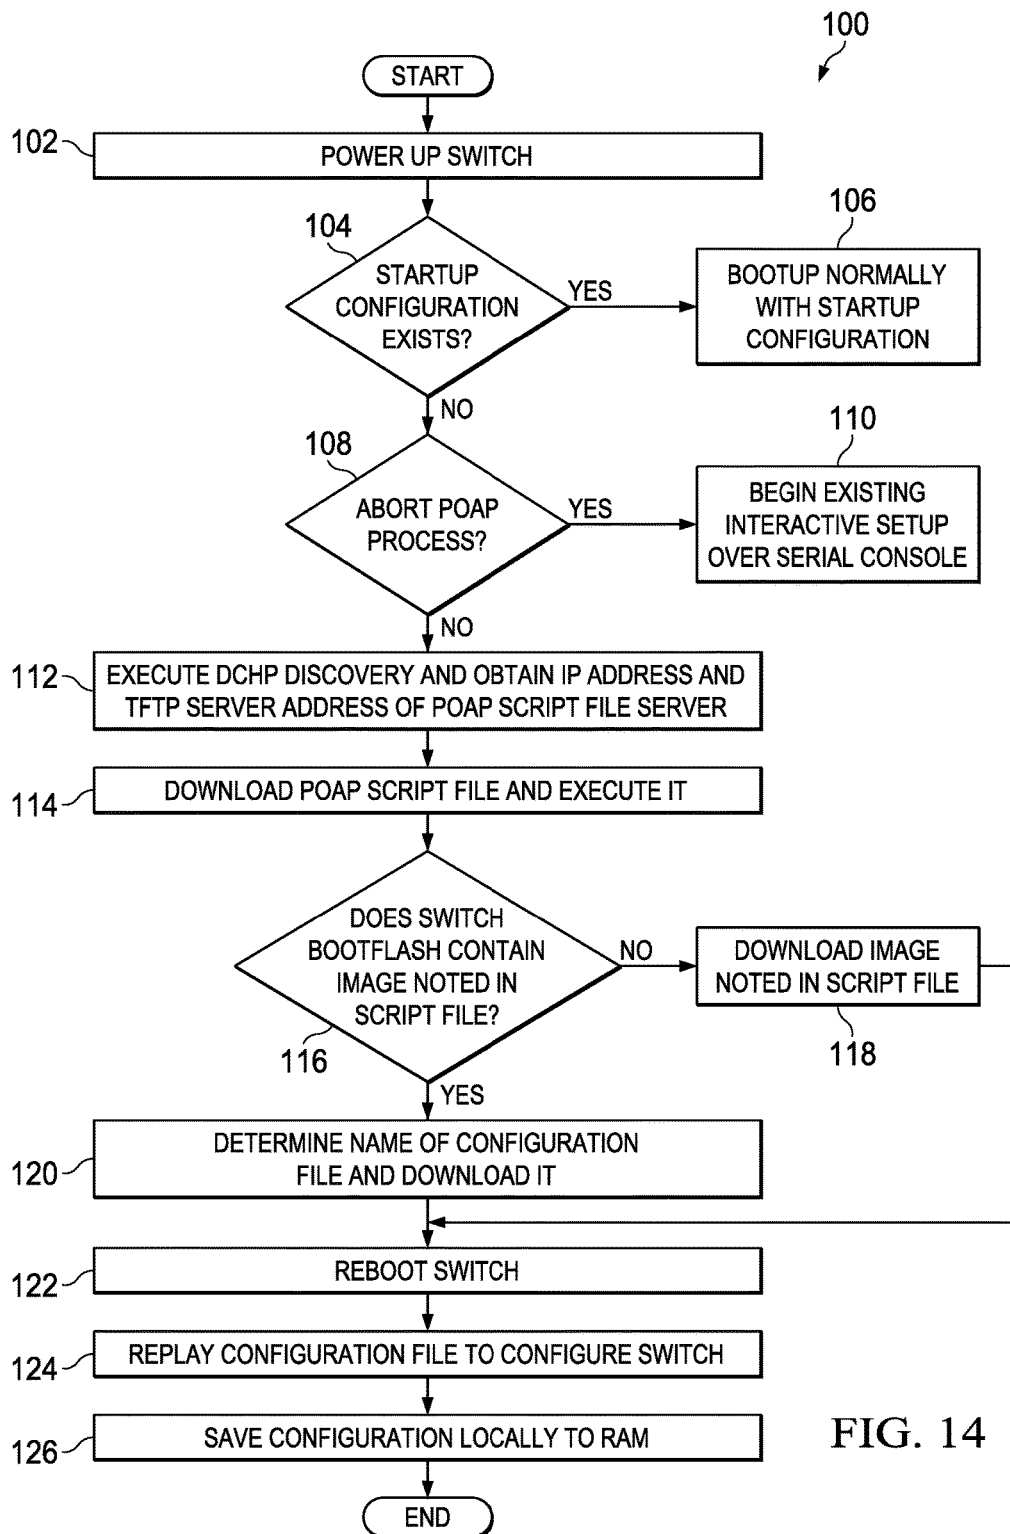 100
START
102
POWER UP SWITCH
104
STARTUP
CONFIGURATION
EXISTS?
YES
106
BOOTUP NORMALLY
WITH STARTUP
CONFIGURATION
NO
108
ABORT POAP
PROCESS?
YES
110
BEGIN EXISTING
INTERACTIVE SETUP
OVER SERIAL CONSOLE
NO
112
EXECUTE DCHP DISCOVERY AND OBTAIN IP ADDRESS AND
TFTP SERVER ADDRESS OF POAP SCRIPT FILE SERVER
114
DOWNLOAD POAP SCRIPT FILE AND EXECUTE IT
DOES SWITCH
BOOTFLASH CONTAIN
IMAGE NOTED IN
SCRIPT FILE?
116
NO
DOWNLOAD IMAGE
NOTED IN SCRIPT FILE
118
YES
120
DETERMINE NAME OF CONFIGURATION
FILE AND DOWNLOAD IT
122
REBOOT SWITCH
124
REPLAY CONFIGURATION FILE TO CONFIGURE SWITCH
126
SAVE CONFIGURATION LOCALLY TO RAM
FIG. 14
END